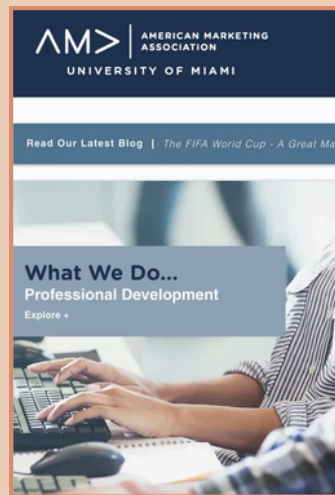 AMA
AMERICAN MARKETING
ASSOCIATION
UNIVERSITY OF MIAMI
Read Our Latest Blog | The FIFA World Cup - A Great Ma
What We Do...
Professional Development
Explore +